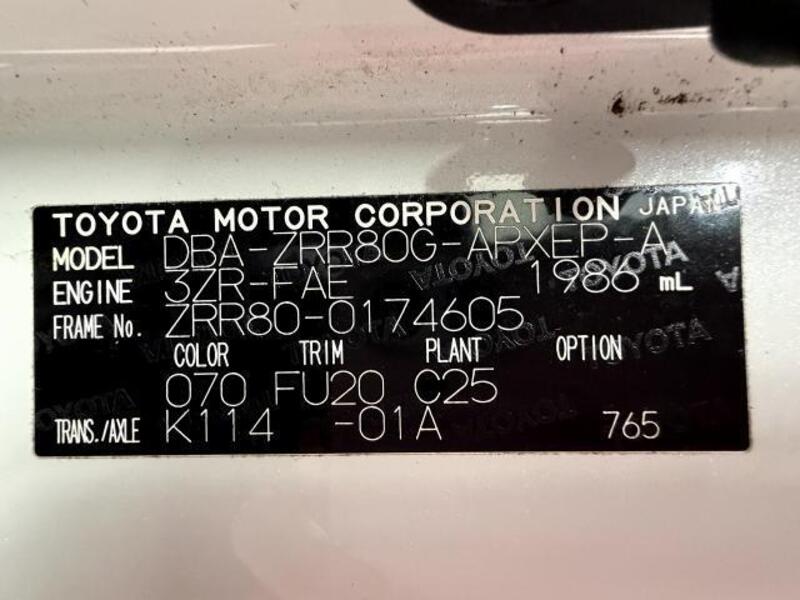 TOYOTA MOTOR CORPORATION JAPAN
MODEL DBA-ZRR80G-APXEP-A
ENGINE 3ZR-FAE 1986 mL
FRAME No. ZRR80-0174605
COLOR TRIM PLANT OPTION
070 FU20 C25
TRANS./AXLE K114 -01A 765